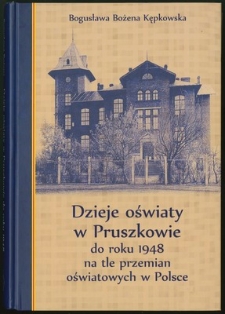 Bogusława Bożena Kępkowska
Dzieje oświaty
w Pruszkowie
do roku 1948
na tle przemian
oświatowych w Polsce